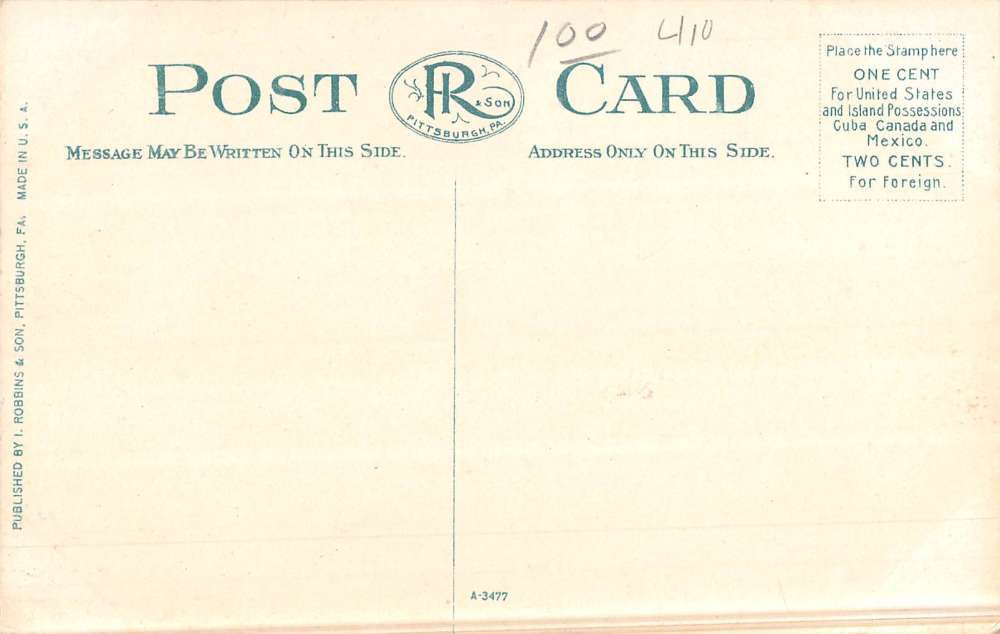 100 410
POST CARD
IR & SON
PITTSBURGH, PA.
MESSAGE MAY BE WRITTEN ON THIS SIDE.
ADDRESS ONLY ON THIS SIDE.
Place the Stamp here
ONE CENT
For United States
and Island Possessions
Cuba Canada and
Mexico.
TWO CENTS.
For Foreign.
PUBLISHED BY I. ROBBINS & SON, PITTSBURGH, PA. MADE IN U. S. A.
A-3477